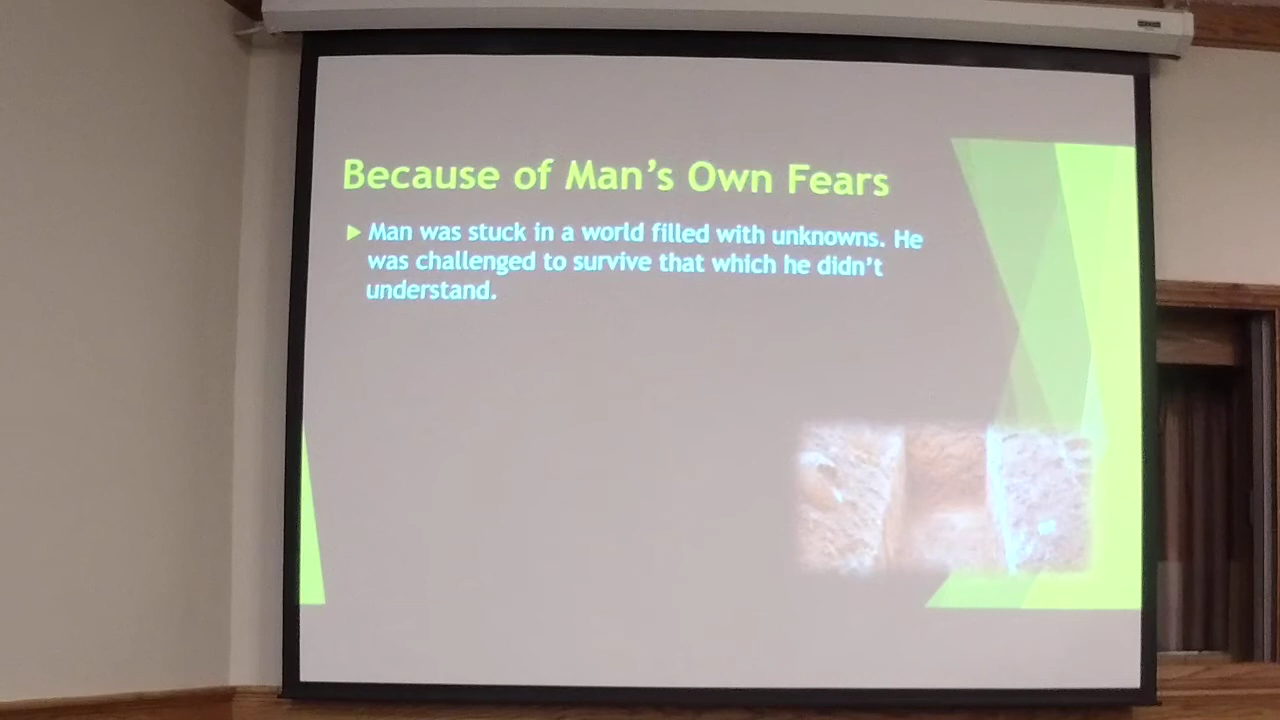 Because of Man's Own Fears
Man was stuck in a world filled with unknowns. He
was challenged to survive that which he didn't
understand.